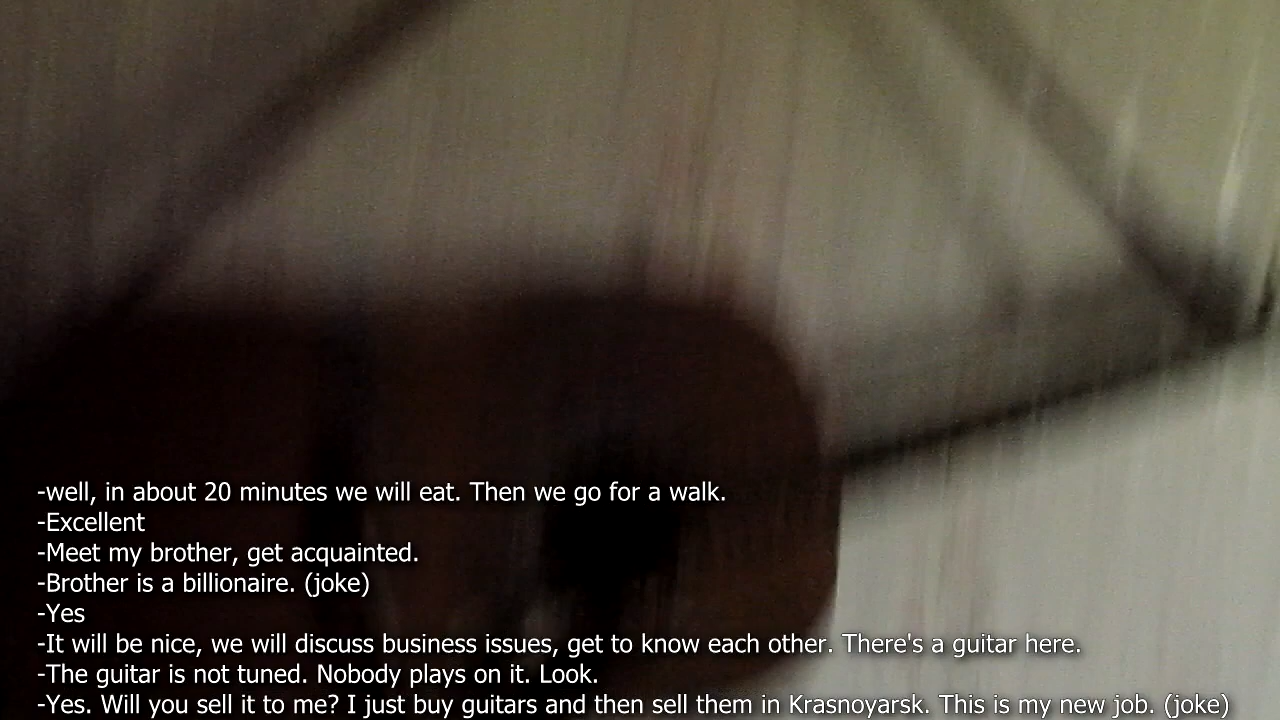 -well, in about 20 minutes we will eat. Then we go for a walk.
-Excellent
-Meet my brother, get acquainted.
-Brother is a billionaire. (joke)
-Yes
-It will be nice, we will discuss business issues, get to know each other. There's a guitar here.
-The guitar is not tuned. Nobody plays on it. Look.
-Yes. Will you sell it to me? I just buy guitars and then sell them in Krasnoyarsk. This is my new job. (joke)